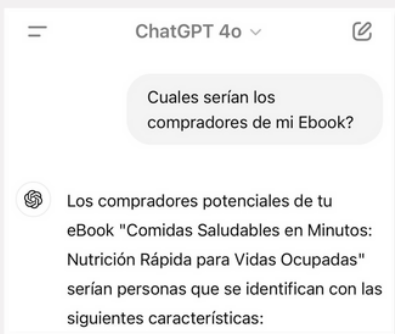 ChatGPT 4o
Cuales serían los
compradores de mi Ebook?
Los compradores potenciales de tu
eBook "Comidas Saludables en Minutos:
Nutrición Rápida para Vidas Ocupadas"
serían personas que se identifican con las
siguientes características: